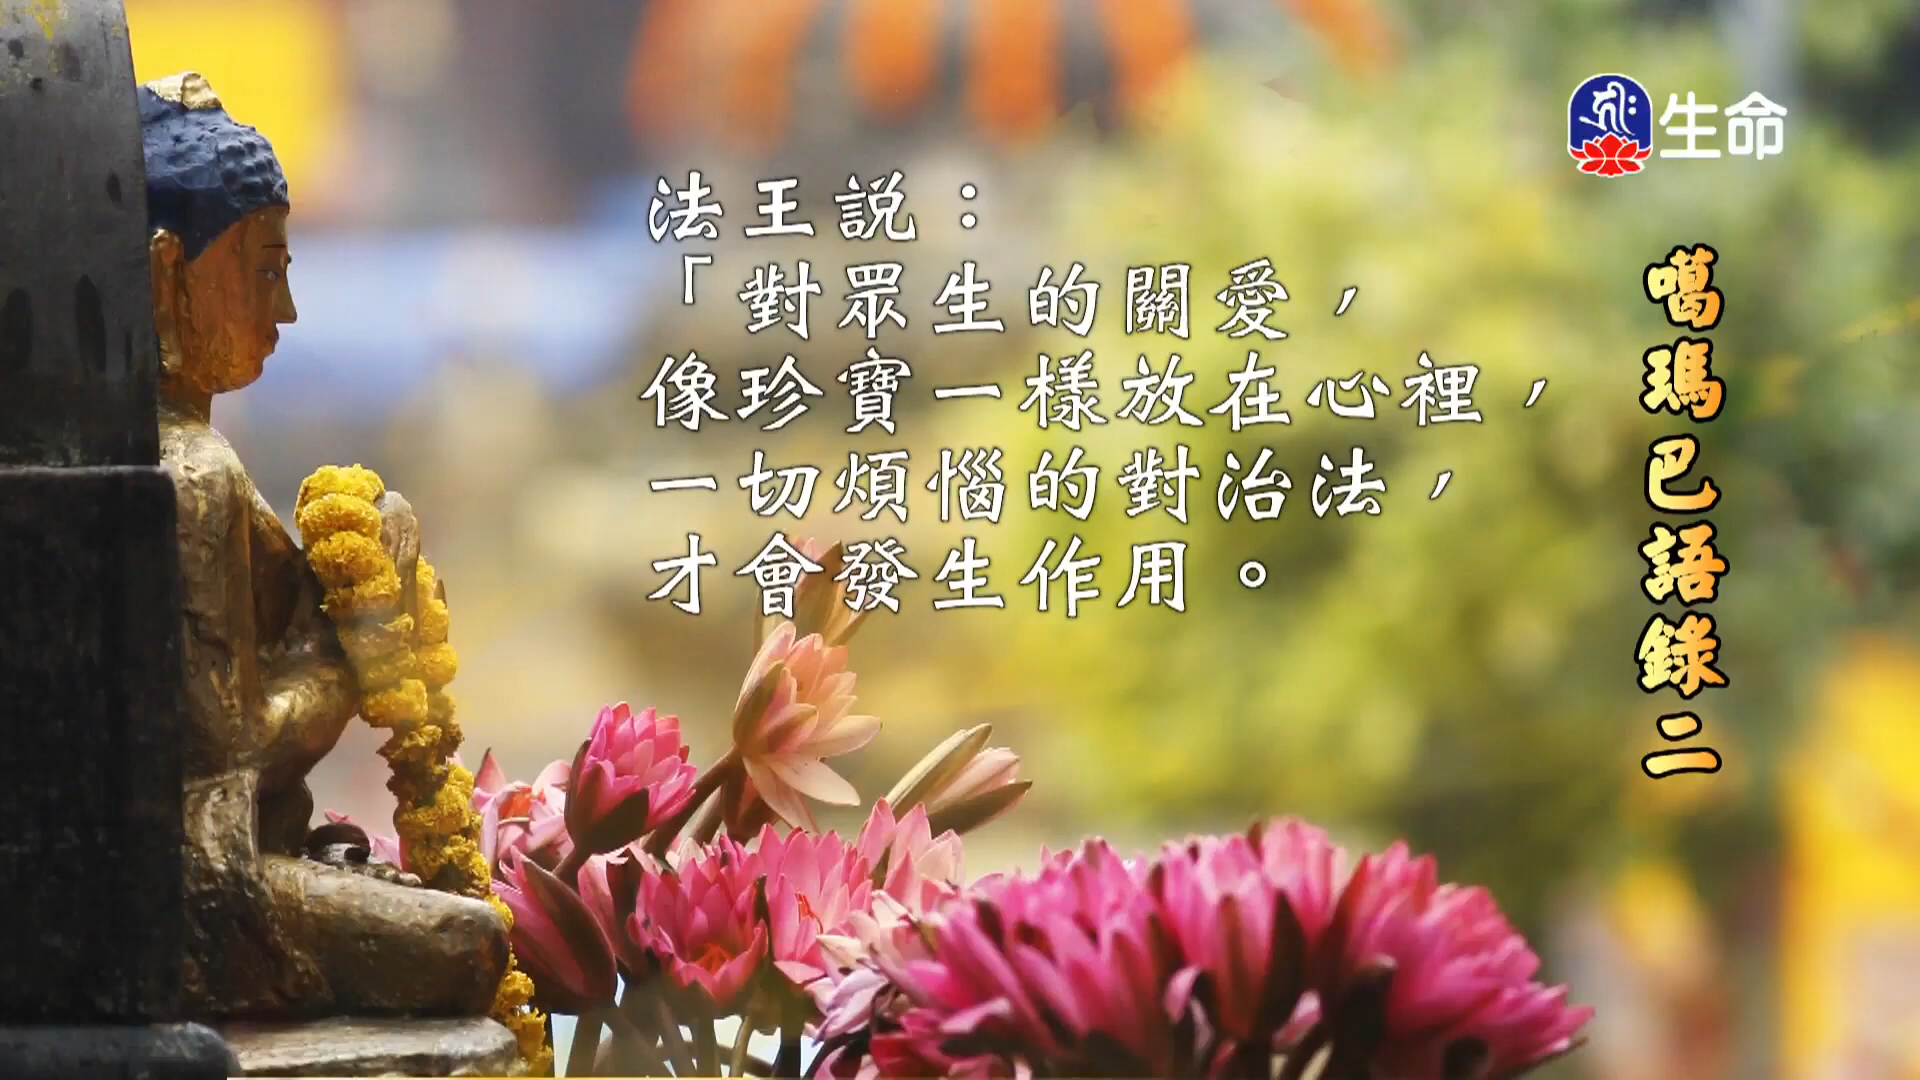 生命
法王説：
「對眾生的關愛，
像珍寶一樣放在心裡，
一切煩惱的對治法，
才會發生作用。
噶瑪巴語錄二